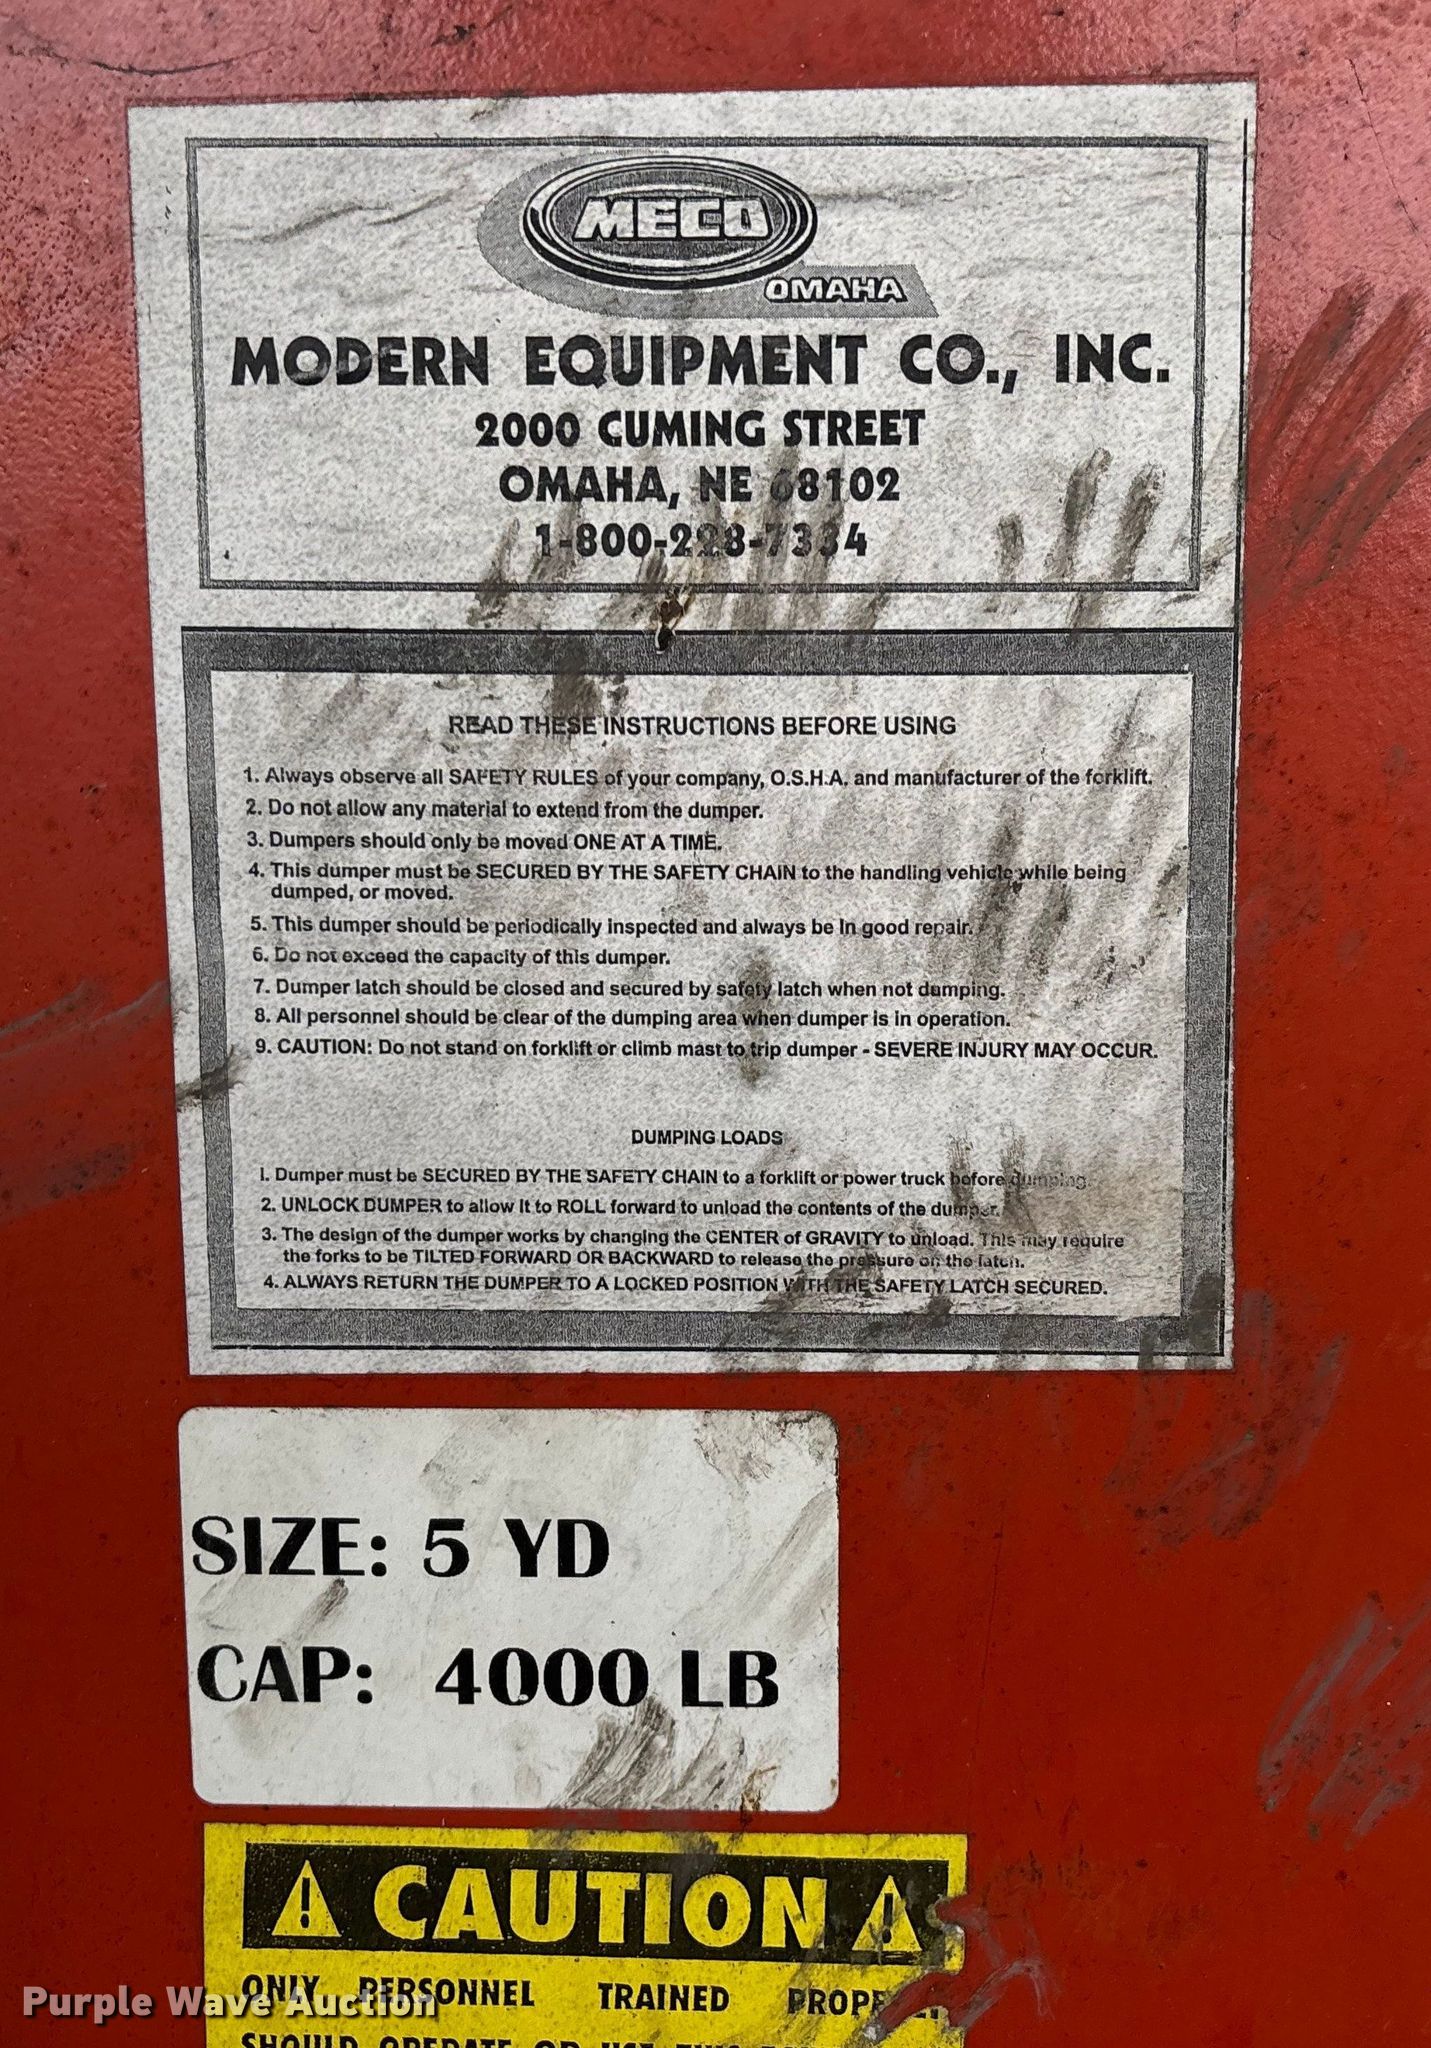 MECO
OMAHA
MODERN EQUIPMENT CO., INC.
2000 CUMING STREET
OMAHA, NE 68102
1-800-228-7334
READ THESE INSTRUCTIONS BEFORE USING
1. Always observe all SAFETY RULES of your company, O.S.H.A. and manufacturer of the forklift.
2. Do not allow any material to extend from the dumper.
3. Dumpers should only be moved ONE AT A TIME.
4. This dumper must be SECURED BY THE SAFETY CHAIN to the handling vehicle while being
dumped, or moved.
5. This dumper should be periodically inspected and always be in good repair.
6. Do not exceed the capacity of this dumper.
7. Dumper latch should be closed and secured by safety latch when not dumping.
8. All personnel should be clear of the dumping area when dumper is in operation.
9. CAUTION: Do not stand on forklift or climb mast to trip dumper - SEVERE INJURY MAY OCCUR.
DUMPING LOADS
1. Dumper must be SECURED BY THE SAFETY CHAIN to a forklift or power truck before dumping.
2. UNLOCK DUMPER to allow it to ROLL forward to unload the contents of the dumper.
3. The design of the dumper works by changing the CENTER of GRAVITY to unload. This may require
the forks to be TILTED FORWARD OR BACKWARD to release the pressure on the latch.
4. ALWAYS RETURN THE DUMPER TO A LOCKED POSITION WITH THE SAFETY LATCH SECURED.
SIZE: 5 YD
CAP: 4000 LB
CAUTION
ONLY PERSONNEL TRAINED
SHOULD OPERATE OR USE THIS
Purple Wave Auction